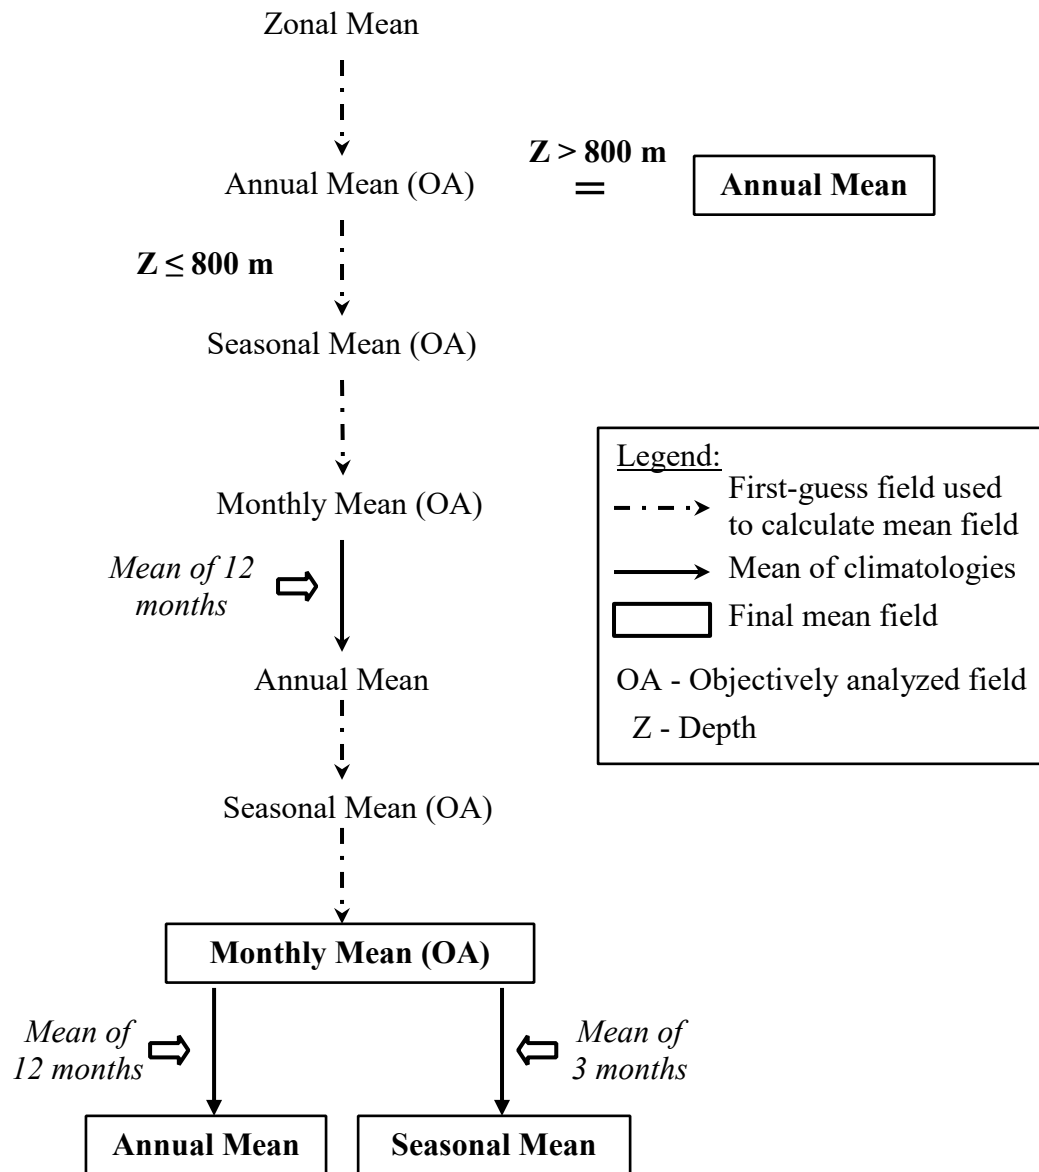 Zonal Mean
Z > 800 m
Annual Mean (OA)
=
Annual Mean
Z ≤ 800 m
Seasonal Mean (OA)
Monthly Mean (OA)
Mean of 12
months
Annual Mean
Seasonal Mean (OA)
Monthly Mean (OA)
Mean of
12 months
Mean of
3 months
Annual Mean
Seasonal Mean
Legend:
First-guess field used
to calculate mean field
Mean of climatologies
Final mean field
OA - Objectively analyzed field
Z - Depth